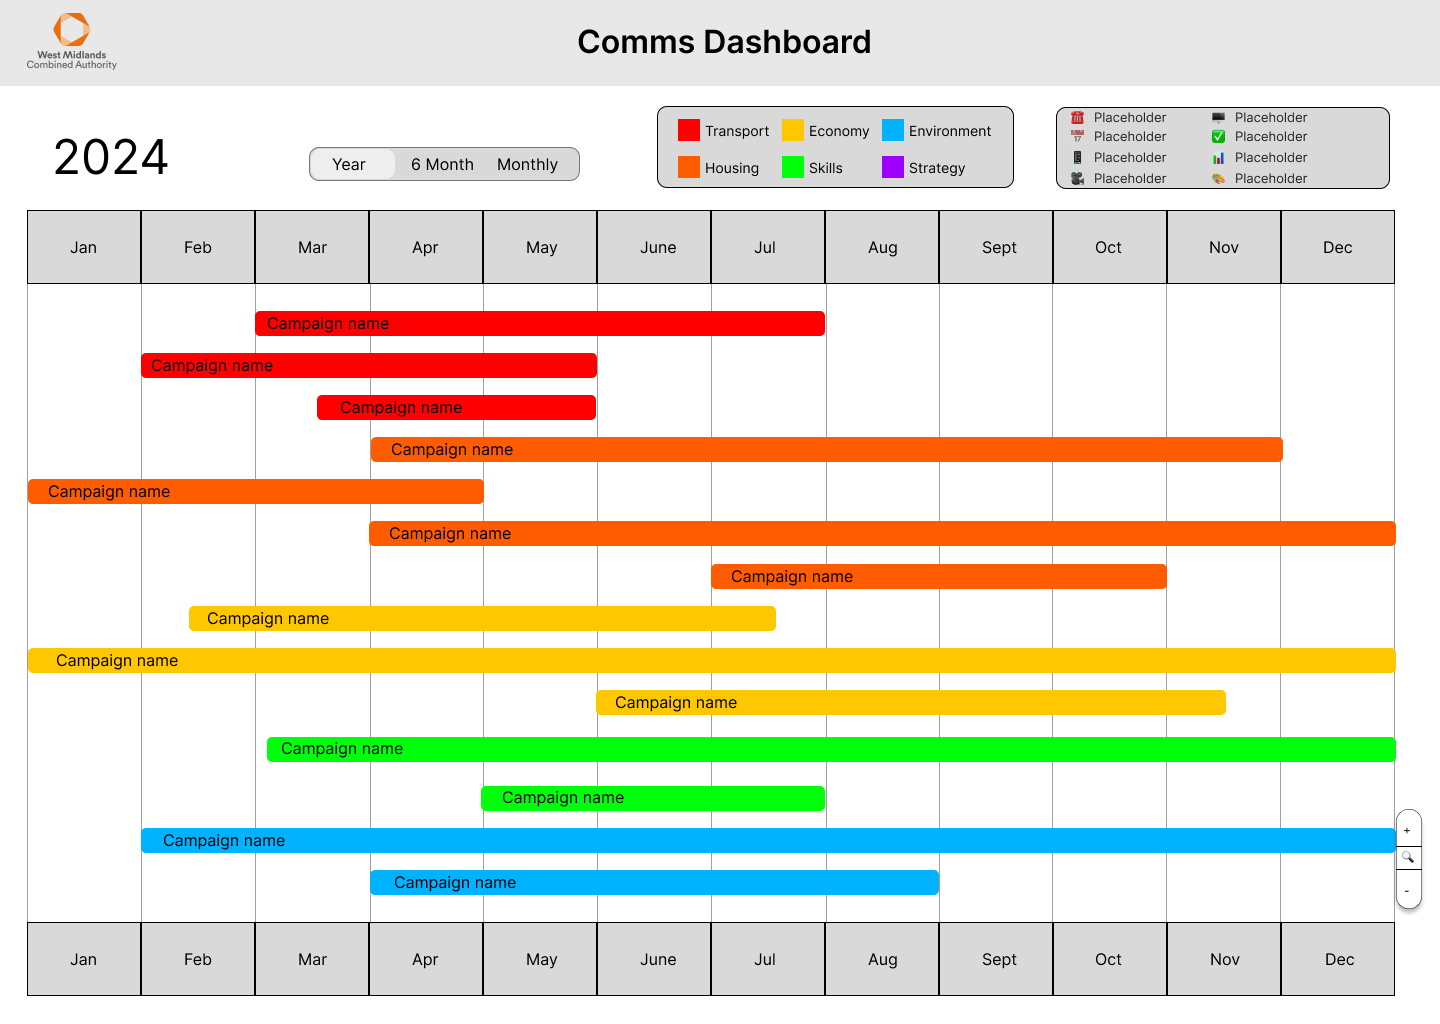 West Midlands
Combined Authority
Comms Dashboard
2024
Year 6 Month Monthly
Transport Economy Environment
Housing Skills Strategy
Placeholder Placeholder
Placeholder Placeholder
Placeholder Placeholder
Placeholder Placeholder
Jan Feb Mar Apr May June Jul Aug Sept Oct Nov Dec
Campaign name
Campaign name
Campaign name
Campaign name
Campaign name
Campaign name
Campaign name
Campaign name
Campaign name
Campaign name
Campaign name
Campaign name
Campaign name
Campaign name
+
-
Jan Feb Mar Apr May June Jul Aug Sept Oct Nov Dec